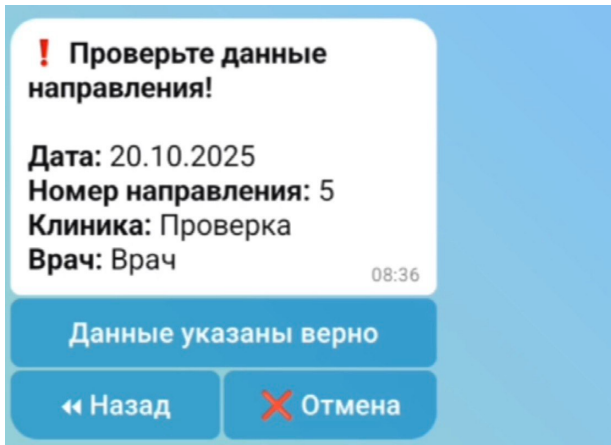 ❗ Проверьте данные
направления!
Дата: 20.10.2025
Номер направления: 5
Клиника: Проверка
Врач: Врач
08:36
Данные указаны верно
⏪ Назад
❌ Отмена